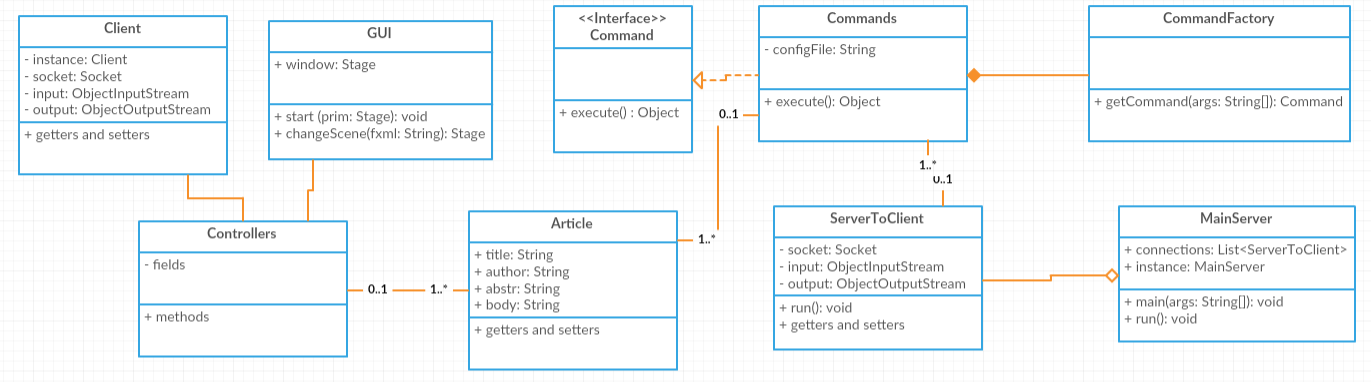 Client
- instance: Client
- socket: Socket
- input: ObjectInputStream
- output: ObjectOutputStream
+ getters and setters
GUI
+ window: Stage
+ start (prim: Stage): void
+ changeScene(fxml: String): Stage
<<Interface>>
Command
+ execute() : Object
Commands
- configFile: String
+ execute(): Object
CommandFactory
+ getCommand(args: String[]): Command
0..1
1..*
0..1
1..*
Controllers
- fields
+ methods
0..1
1..*
Article
+ title: String
+ author: String
+ abstr: String
+ body: String
+ getters and setters
ServerToClient
- socket: Socket
- input: ObjectInputStream
- output: ObjectOutputStream
+ run(): void
+ getters and setters
MainServer
+ connections: List<ServerToClient>
+ instance: MainServer
+ main(args: String[]): void
+ run(): void